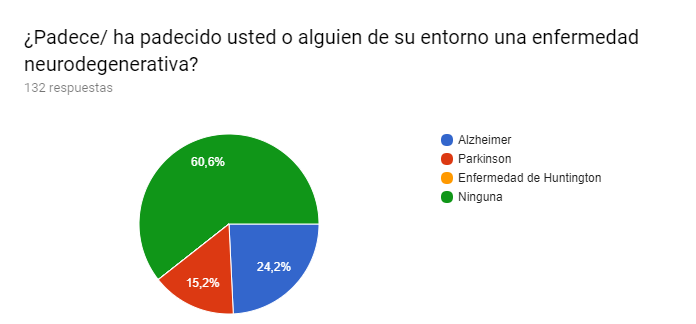 ¿Padece/ ha padecido usted o alguien de su entorno una enfermedad
neurodegenerativa?
132 respuestas
Alzheimer
Parkinson
Enfermedad de Huntington
Ninguna
60,6%
24,2%
15,2%